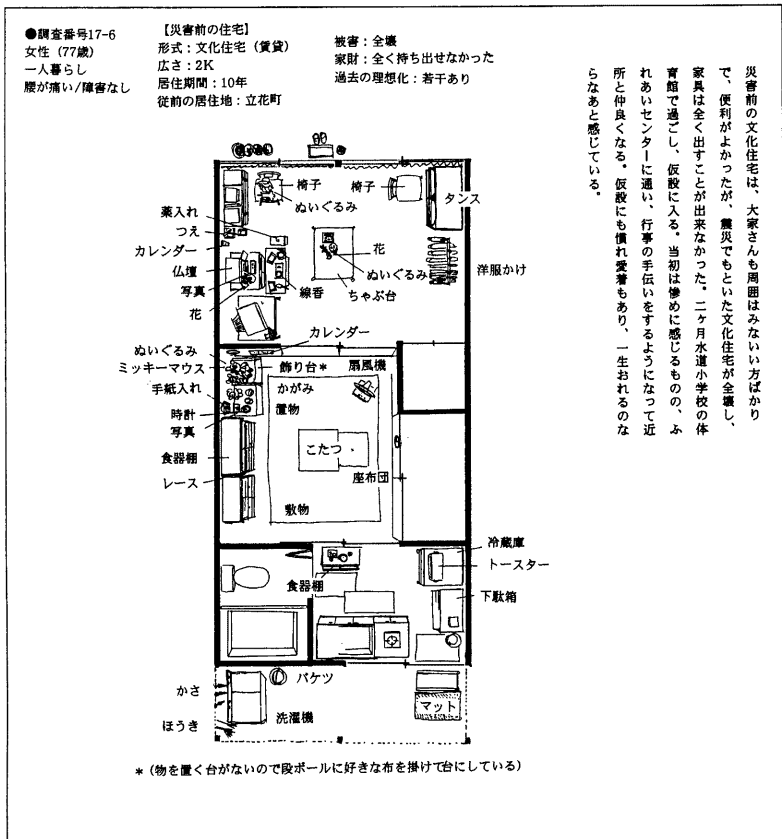 ●調査番号17-6
女性（77歳）
一人暮らし
腰が痛い/障害なし
【災害前の住宅】
形式：文化住宅（賃貸）
広さ：2K
居住期間：10年
従前の居住地：立花町
被害：全壊
家財：全く持ち出せなかった
過去の理想化：若干あり
災害前の文化住宅は、大家さんも周囲はみないい方ばかり
で、便利がよかったが、震災でもといた文化住宅が全壊し、
家具は全く出すことが出来なかった。二ヶ月水道小学校の体
育館で過ごし、仮設に入る。当初は惨めに感じるものの、ふ
れあいセンターに通い、行事の手伝いをするようになって近
所と仲良くなる。仮設にも慣れ愛着もあり、一生おれるのな
らなあと感じている。
椅子
椅子
タンス
ぬいぐるみ
薬入れ
つえ
カレンダー
仏壇
写真
花
線香
花
ぬいぐるみ
ちゃぶ台
洋服かけ
カレンダー
ぬいぐるみ
ミッキーマウス
飾り台*
扇風機
手紙入れ
かがみ
置物
時計
写真
食器棚
こたつ
レース
座布団
敷物
冷蔵庫
トースター
食器棚
下駄箱
かさ
バケツ
マット
ほうき
洗濯機
*（物を置く台がないので段ボールに好きな布を掛けて台にしている）